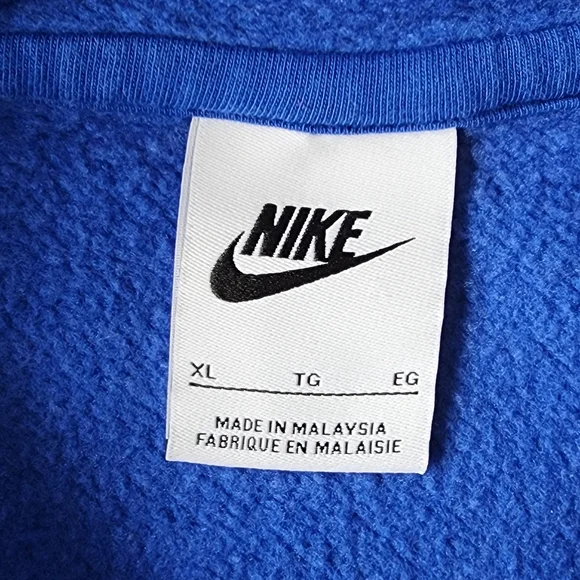 NIKE
XL TG EG
MADE IN MALAYSIA
FABRIQUE EN MALAISIE